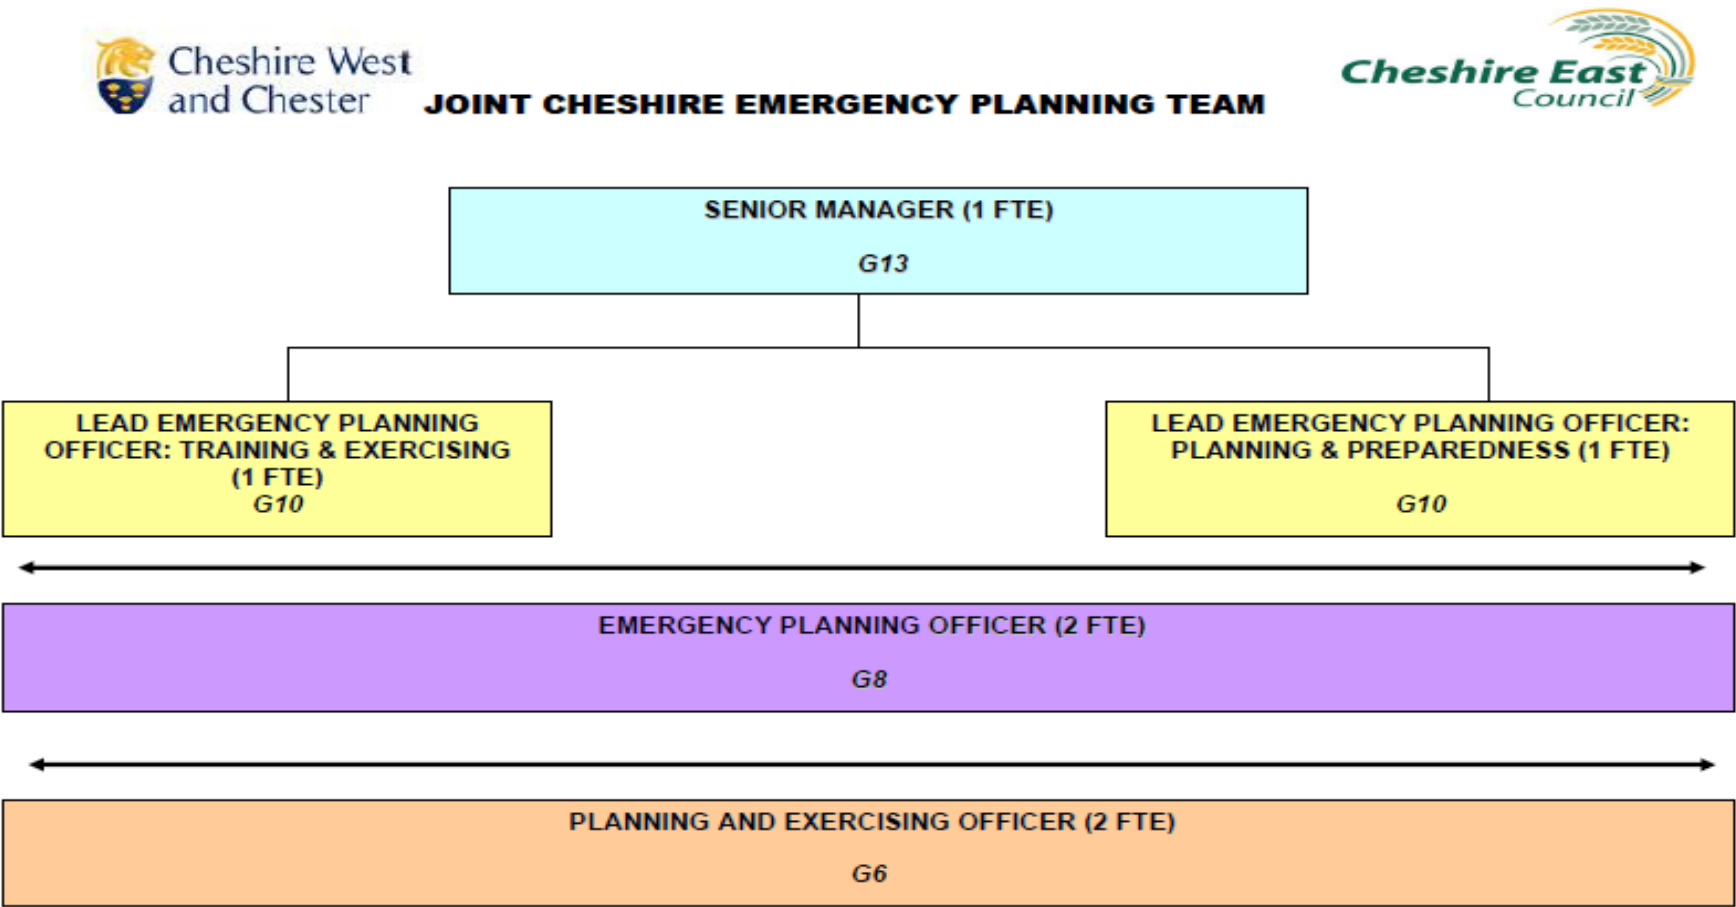 Cheshire West
and Chester
JOINT CHESHIRE EMERGENCY PLANNING TEAM
Cheshire East
Council
SENIOR MANAGER (1 FTE)
G13
LEAD EMERGENCY PLANNING
OFFICER: TRAINING & EXERCISING
(1 FTE)
G10
LEAD EMERGENCY PLANNING OFFICER:
PLANNING & PREPAREDNESS (1 FTE)
G10
EMERGENCY PLANNING OFFICER (2 FTE)
G8
PLANNING AND EXERCISING OFFICER (2 FTE)
G6